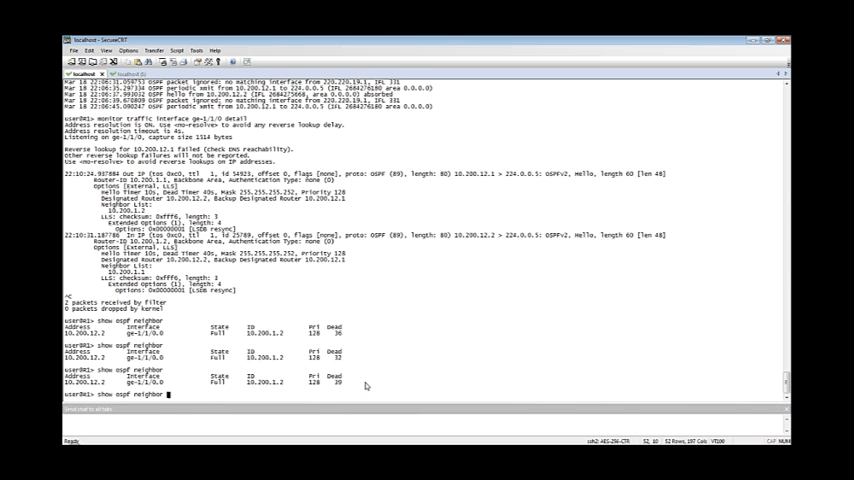 localhost - SecureCRT
File Edit View Options Transfer Script Tools Help
localhost localhost (5)
Mar 18 22:06:31.059753 OSPF packet ignored: no matching interface from 220.220.19.1, IFL 331
Mar 18 22:06:35.297334 OSPF periodic xmit from 10.200.12.1 to 224.0.0.5 (IFL 2684276180 area 0.0.0.0)
Mar 18 22:06:37.993032 OSPF hello from 10.200.12.2 (IFL 2684275668, area 0.0.0.0) absorbed
Mar 18 22:06:39.670809 OSPF packet ignored: no matching interface from 220.220.19.1, IFL 331
Mar 18 22:06:45.090247 OSPF periodic xmit from 10.200.12.1 to 224.0.0.5 (IFL 2684276180 area 0.0.0.0)
user@R1> monitor traffic interface ge-1/1/0 detail
Address resolution is ON. Use <no-resolve> to avoid any reverse lookup delay.
Address resolution timeout is 4s.
Listening on ge-1/1/0, capture size 1514 bytes
Reverse lookup for 10.200.12.1 failed (check DNS reachability).
Other reverse lookup failures will not be reported.
Use <no-resolve> to avoid reverse lookups on IP addresses.
22:10:24.937884 Out IP (tos 0xc0, ttl 1, id 54923, offset 0, flags [none], proto: OSPF (89), length: 80) 10.200.12.1 > 224.0.0.5: OSPFv2, Hello, length 60 [len 48]
Router-ID 10.200.1.1, Backbone Area, Authentication Type: none (0)
Options [External, LLS]
Hello Timer 10s, Dead Timer 40s, Mask 255.255.255.252, Priority 128
Designated Router 10.200.12.2, Backup Designated Router 10.200.12.1
Neighbor List:
10.200.1.2
LLS: checksum: 0xfff6, length: 3
Extended Options (1), length: 4
Options: 0x00000001 [LSDB resync]
22:10:31.187786 In IP (tos 0xc0, ttl 1, id 25789, offset 0, flags [none], proto: OSPF (89), length: 80) 10.200.12.2 > 224.0.0.5: OSPFv2, Hello, length 60 [len 48]
Router-ID 10.200.1.2, Backbone Area, Authentication Type: none (0)
Options [External, LLS]
Hello Timer 10s, Dead Timer 40s, Mask 255.255.255.252, Priority 128
Designated Router 10.200.12.2, Backup Designated Router 10.200.12.1
Neighbor List:
10.200.1.1
LLS: checksum: 0xfff6, length: 3
Extended Options (1), length: 4
Options: 0x00000001 [LSDB resync]
^C
2 packets received by filter
0 packets dropped by kernel
user@R1> show ospf neighbor
Address Interface State ID Pri Dead
10.200.12.2 ge-1/1/0.0 Full 10.200.1.2 128 36
user@R1> show ospf neighbor
Address Interface State ID Pri Dead
10.200.12.2 ge-1/1/0.0 Full 10.200.1.2 128 32
user@R1> show ospf neighbor
Address Interface State ID Pri Dead
10.200.12.2 ge-1/1/0.0 Full 10.200.1.2 128 39
user@R1> show ospf neighbor
Send chat to all tabs
Ready ssh2: AES-256-CTR 52, 10 52 Rows, 197 Cols VT100 CAP NUM